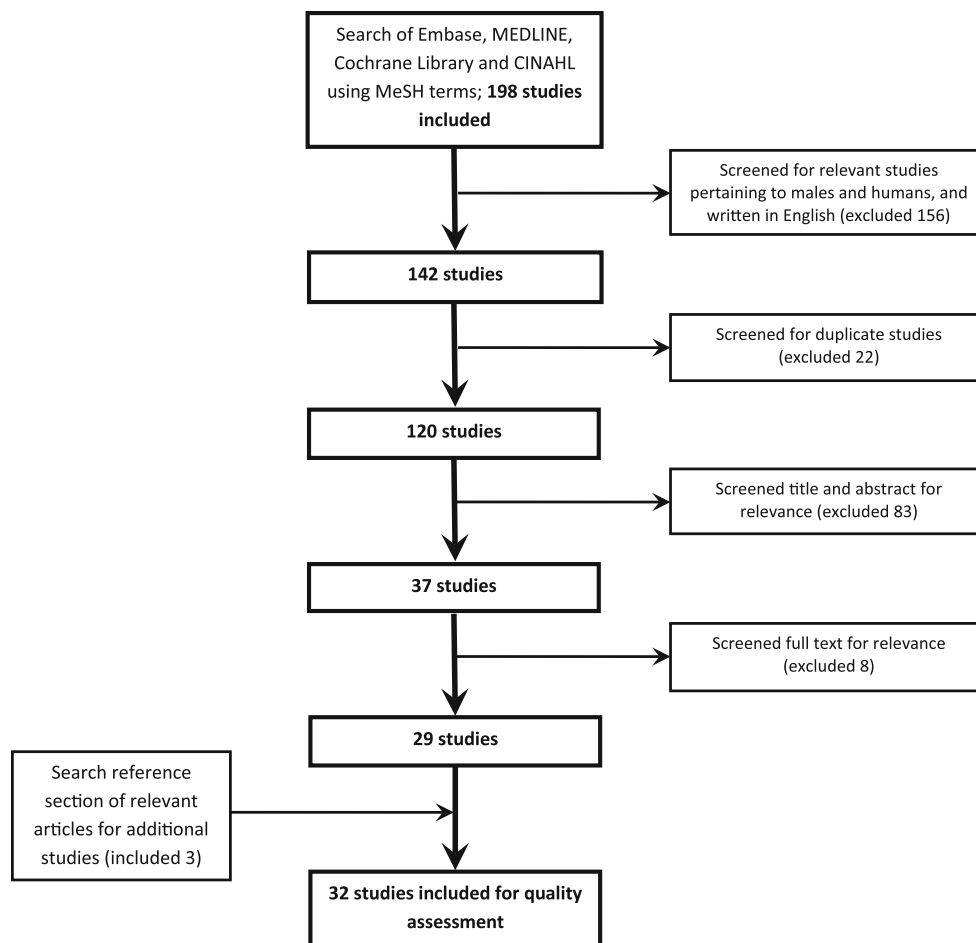 Search of Embase, MEDLINE,
Cochrane Library and CINAHL
using MeSH terms; 198 studies
included
Screened for relevant studies
pertaining to males and humans, and
written in English (excluded 156)
142 studies
Screened for duplicate studies
(excluded 22)
120 studies
Screened title and abstract for
relevance (excluded 83)
37 studies
Screened full text for relevance
(excluded 8)
29 studies
Search reference
section of relevant
articles for additional
studies (included 3)
32 studies included for quality
assessment